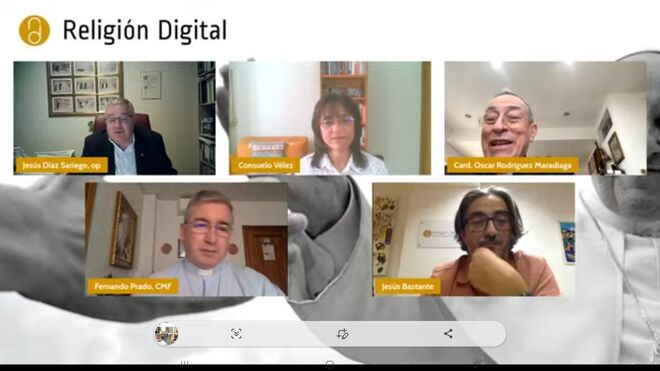 Religión Digital
Jesús Díaz Sariego, op
Consuelo Vélez
Card. Oscar Rodríguez Maradiaga
Fernando Prado, CMF
Jesús Bastante